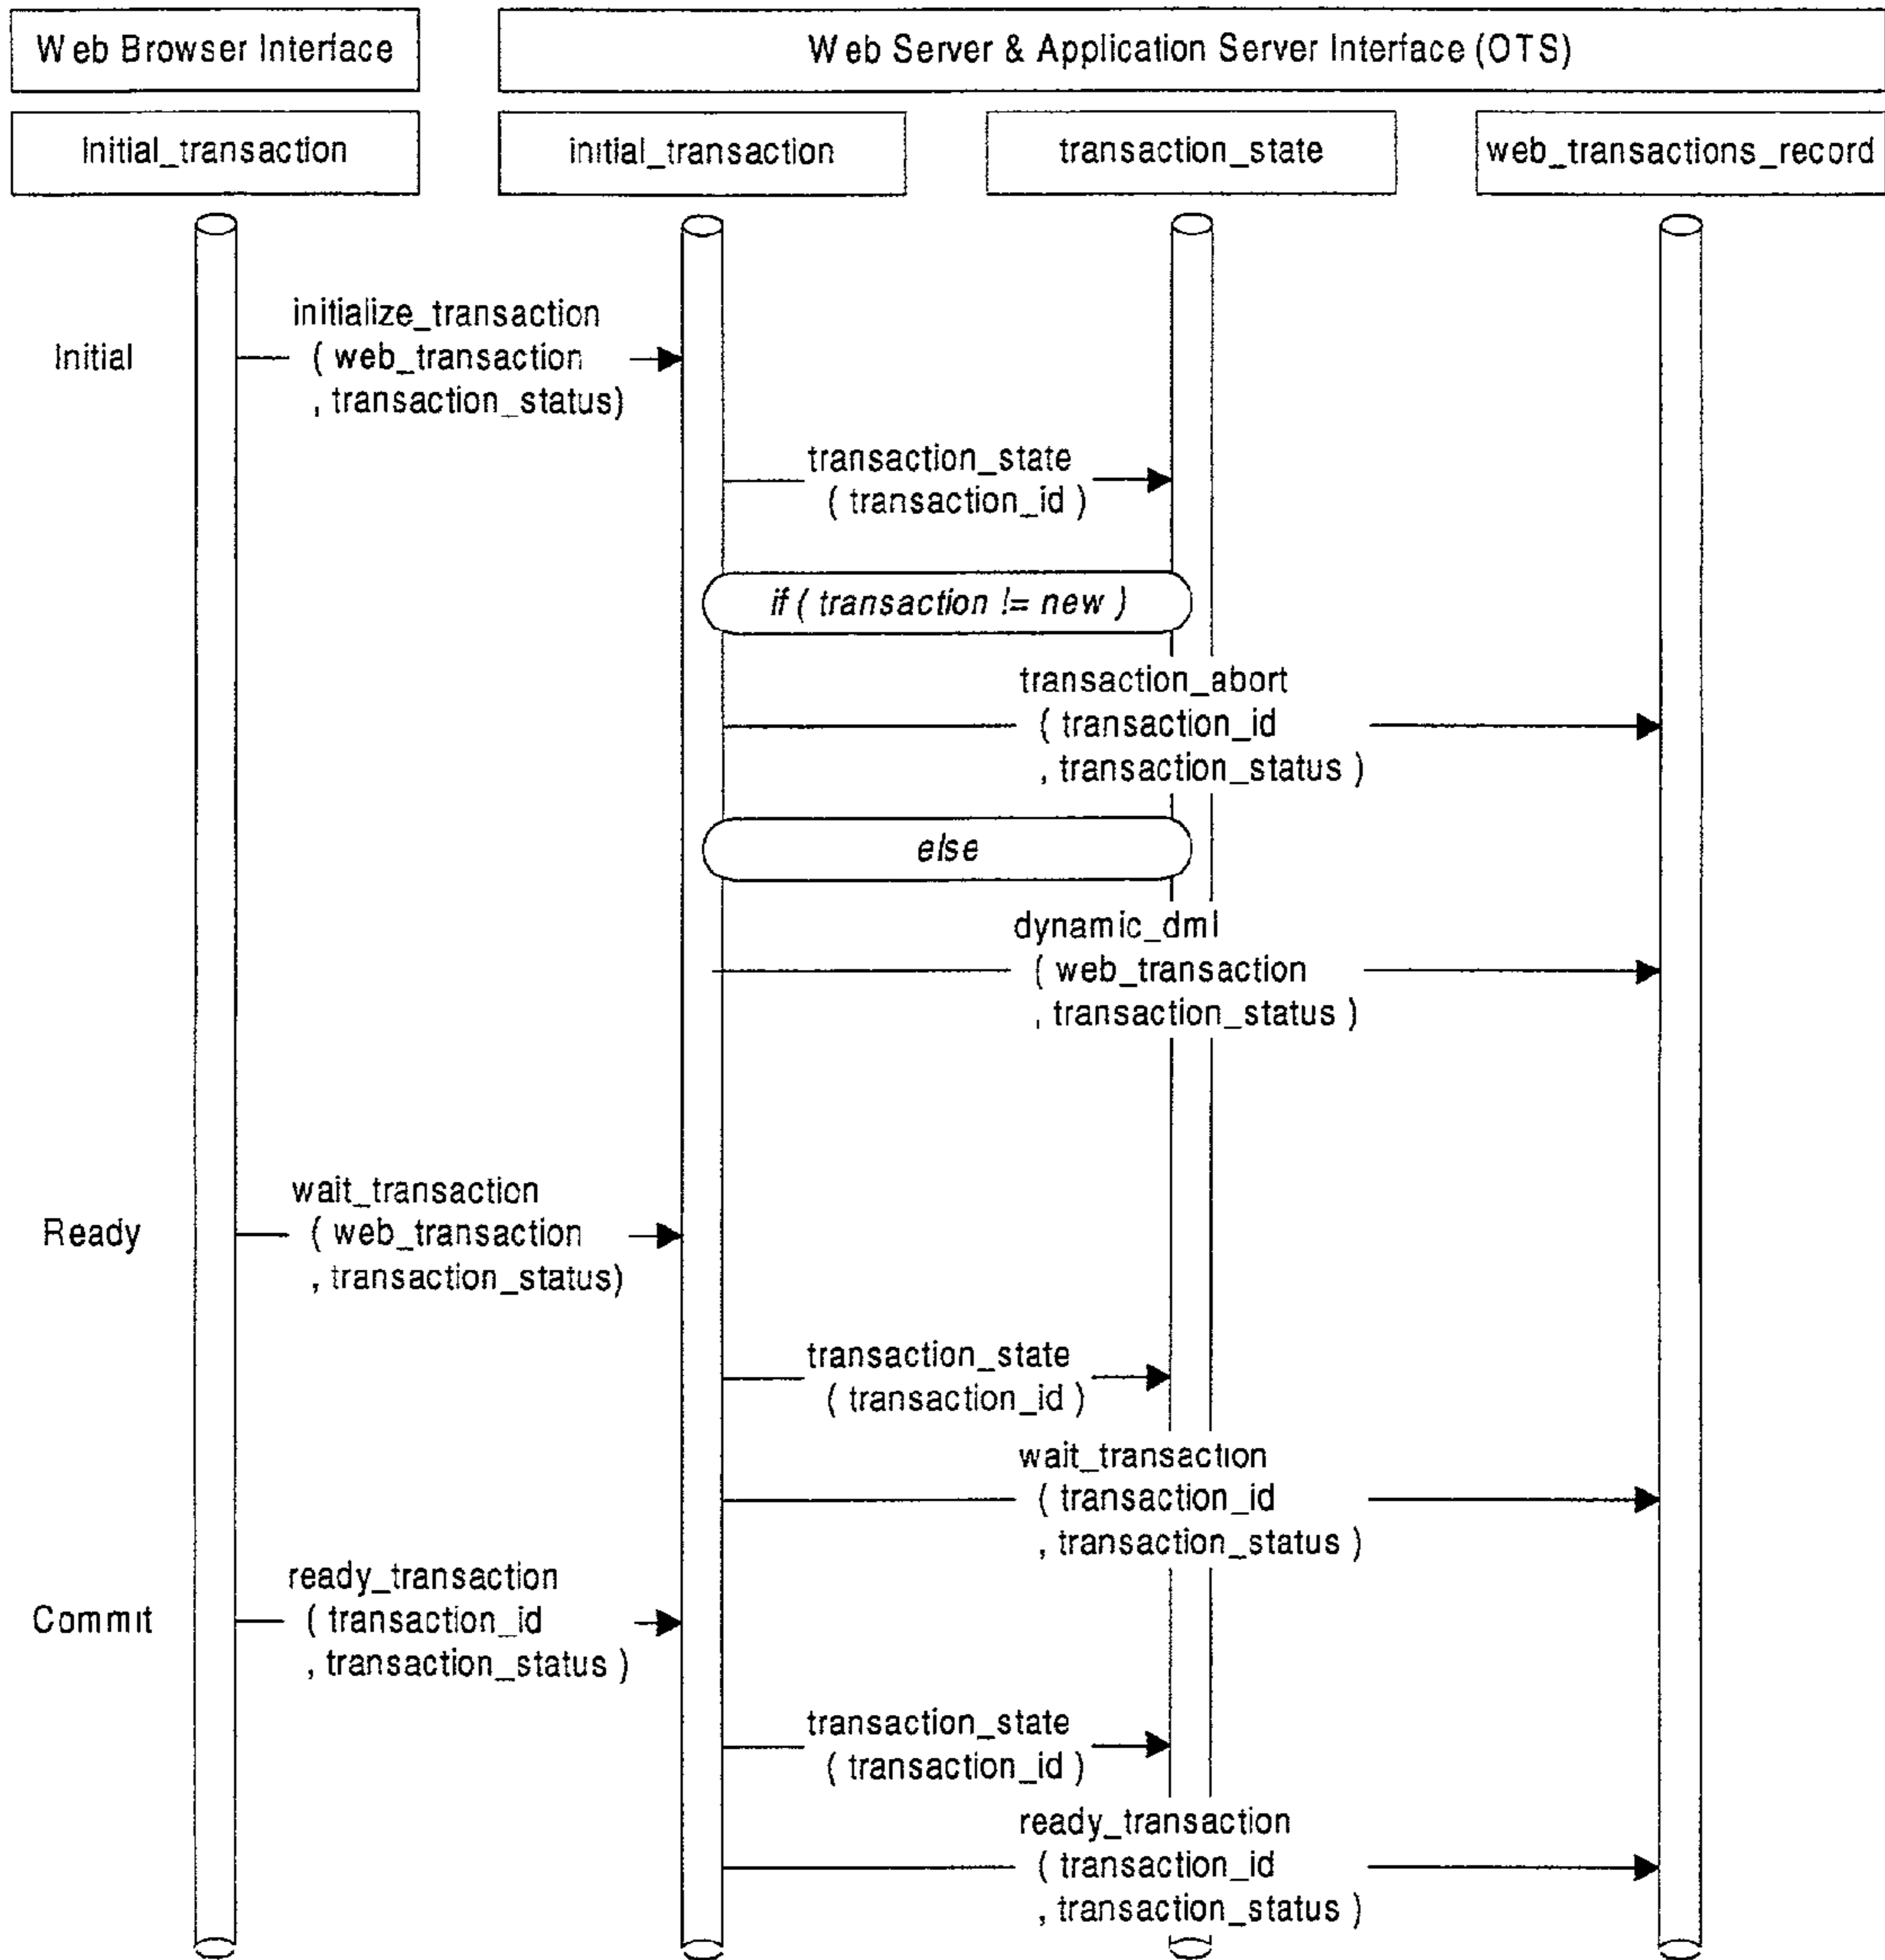 Web Browser Interface
Web Server & Application Server Interface (OTS)
initial_transaction
initial_transaction
transaction_state
web_transactions_record
Initial
initialize_transaction
( web_transaction
, transaction_status)
transaction_state
( transaction_id )
if ( transaction != new )
transaction_abort
( transaction_id
, transaction_status )
else
dynamic_dml
( web_transaction
, transaction_status )
Ready
wait_transaction
( web_transaction
, transaction_status)
transaction_state
( transaction_id )
wait_transaction
( transaction_id
, transaction_status )
Commit
ready_transaction
( transaction_id
, transaction_status )
transaction_state
( transaction_id )
ready_transaction
( transaction_id
, transaction_status )